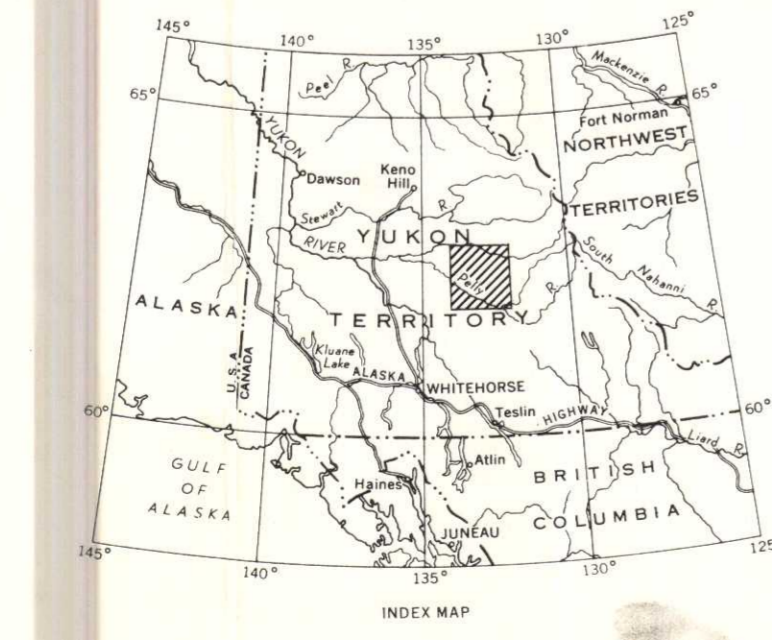 145°
140°
135°
130°
125°
Peel R.
Mackenzie R.
65°
65°
Fort Norman
NORTHWEST
YUKON
Keno
Hill
Dawson
TERRITORIES
Stewart R.
YUKON
RIVER
South Nahanni R.
Pelly R.
ALASKA
TERRITORY
Kluane
Lake
U.S.A.
CANADA
ALASKA
WHITEHORSE
Teslin
HIGHWAY
60°
60°
Liard R.
GULF
OF
ALASKA
Atlin
BRITISH
Haines
COLUMBIA
JUNEAU
145°
140°
135°
130°
125
INDEX MAP